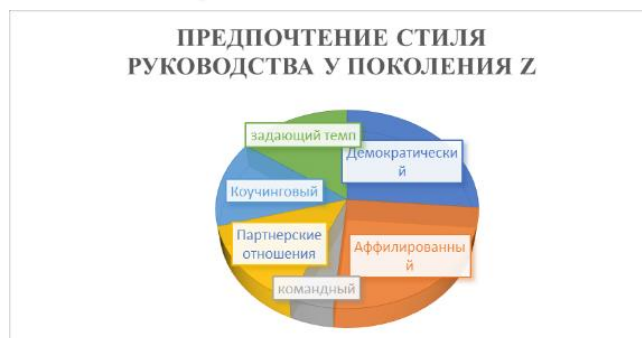 ПРЕДПОЧТЕНИЕ СТИЛЯ
РУКОВОДСТВА У ПОКОЛЕНИЯ Z
задающий темп
Демократически
й
Коучинговый
Партнерские
отношения
Аффилированны
й
командный